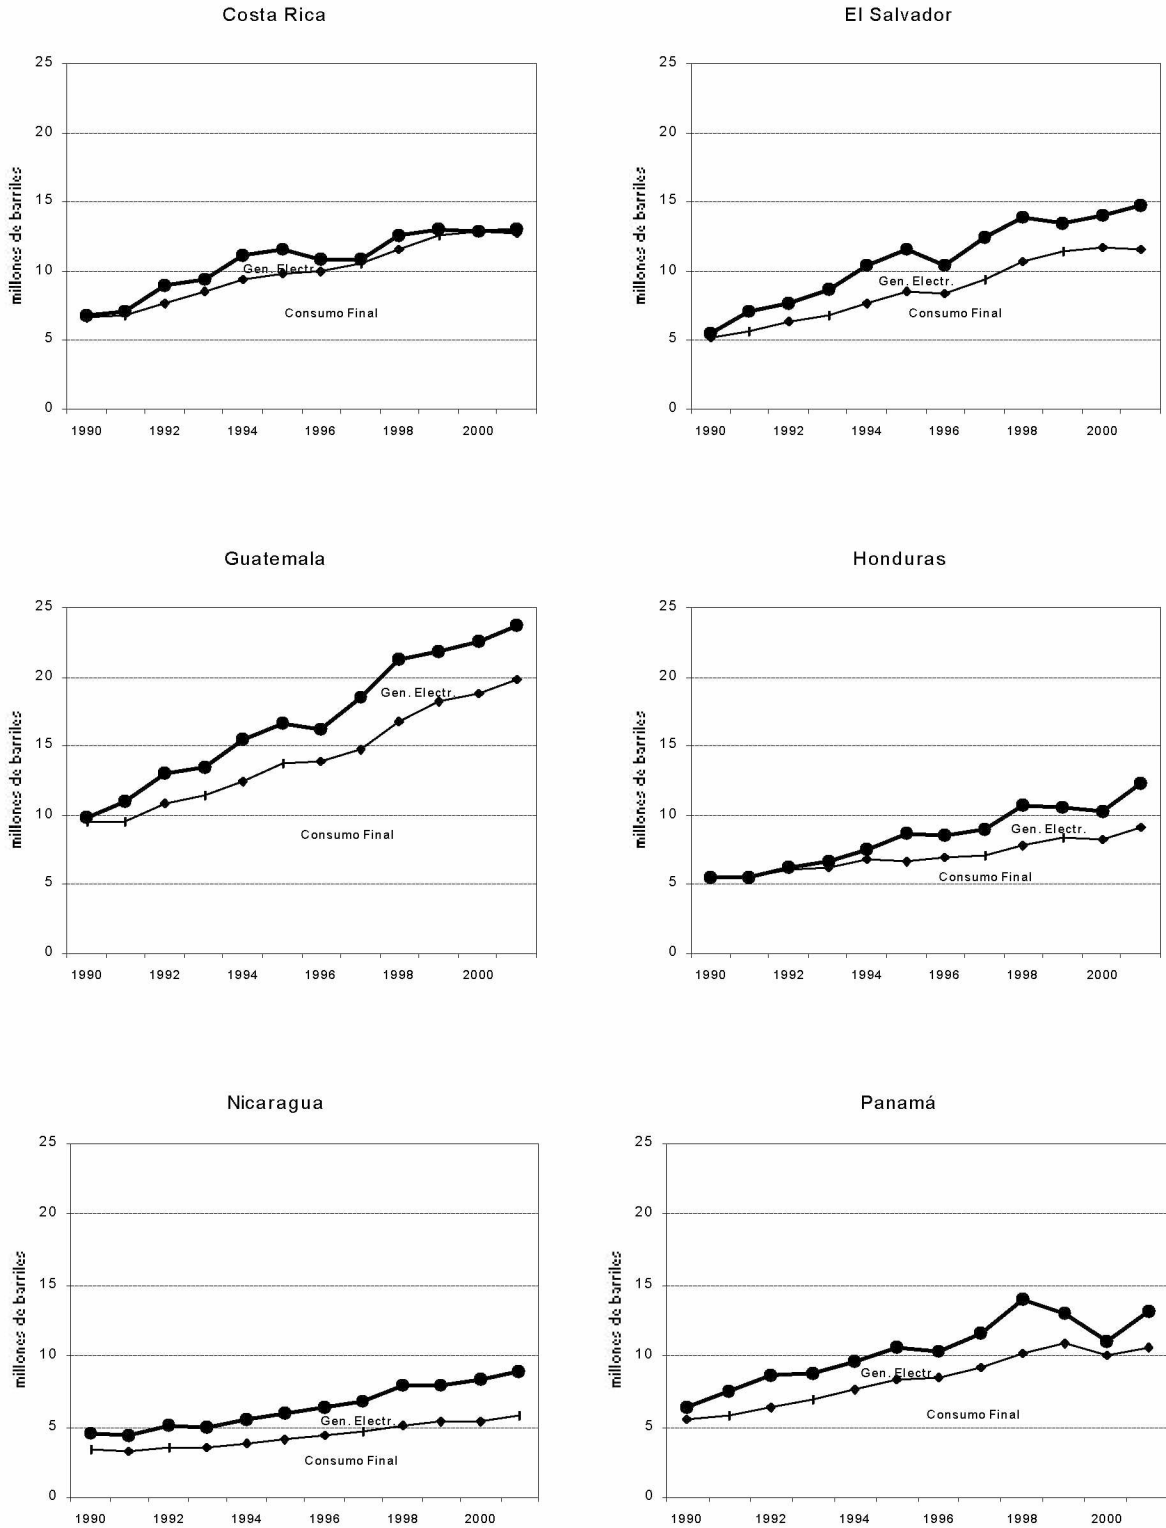 Costa Rica
millones de barriles
25
20
15
10
5
0
Gen. Electr.
Consumo Final
1990 1992 1994 1996 1998 2000
El Salvador
millones de barriles
25
20
15
10
5
0
Gen. Electr.
Consumo Final
1990 1992 1994 1996 1998 2000
Guatemala
millones de barriles
25
20
15
10
5
0
Gen. Electr.
Consumo Final
1990 1992 1994 1996 1998 2000
Honduras
millones de barriles
25
20
15
10
5
0
Gen. Electr.
Consumo Final
1990 1992 1994 1996 1998 2000
Nicaragua
millones de barriles
25
20
15
10
5
0
Gen. Electr.
Consumo Final
1990 1992 1994 1996 1998 2000
Panamá
millones de barriles
25
20
15
10
5
0
Gen. Electr.
Consumo Final
1990 1992 1994 1996 1998 2000